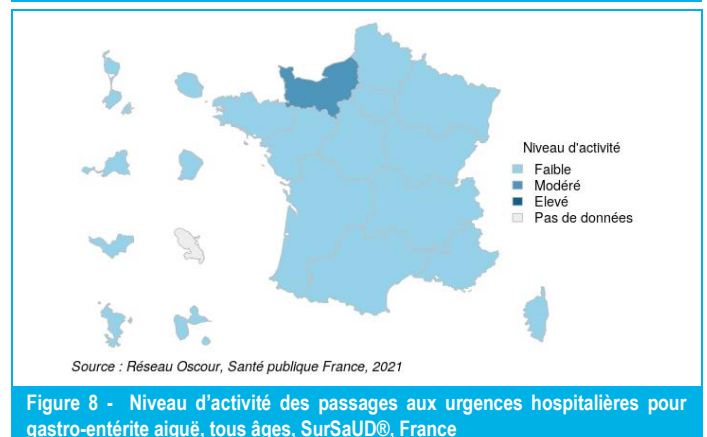 Niveau d'activité
Faible
Modéré
Elevé
Pas de données
Source : Réseau Oscour, Santé publique France, 2021
Figure 8 - Niveau d’activité des passages aux urgences hospitalières pour
gastro-entérite aiguë, tous âges, SurSaUD®, France